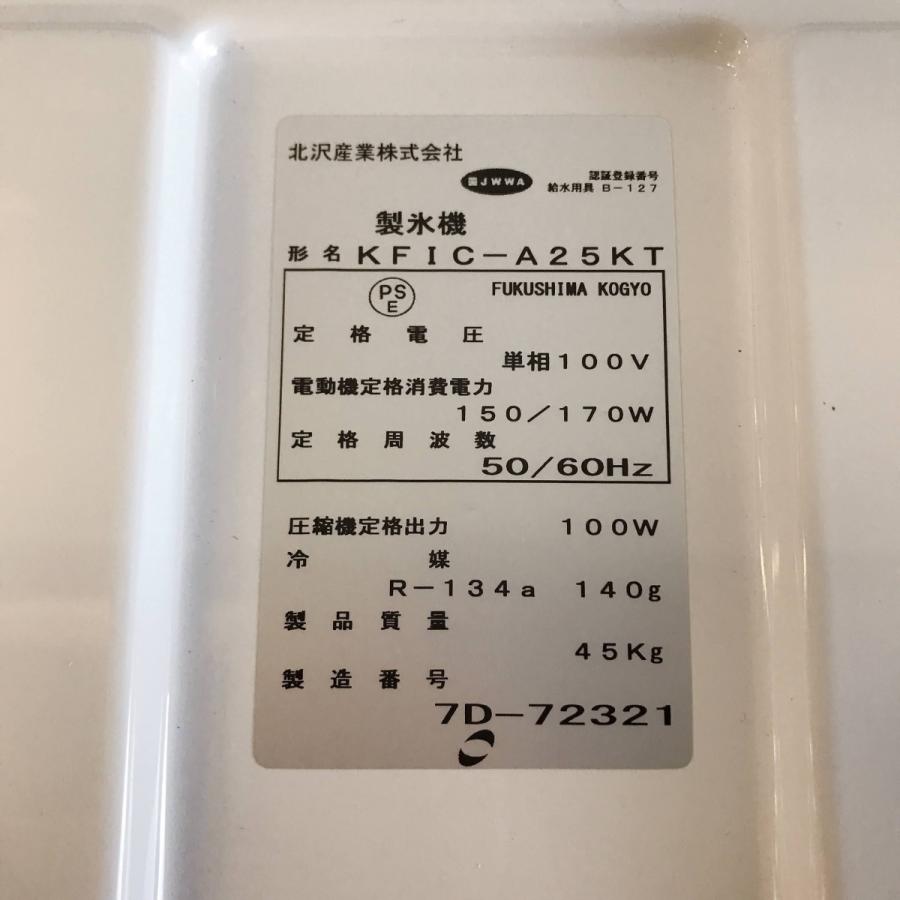 北沢産業株式会社
JWWA
認証登録番号
給水用具 B-127
製氷機
形名 KFIC-A25KT
PSE FUKUSHIMA KOGYO
定格電圧
単相100V
電動機定格消費電力
150/170W
定格周波数
50/60Hz
圧縮機定格出力 100W
冷媒
R-134a 140g
製品質量
45Kg
製造番号
7D-72321